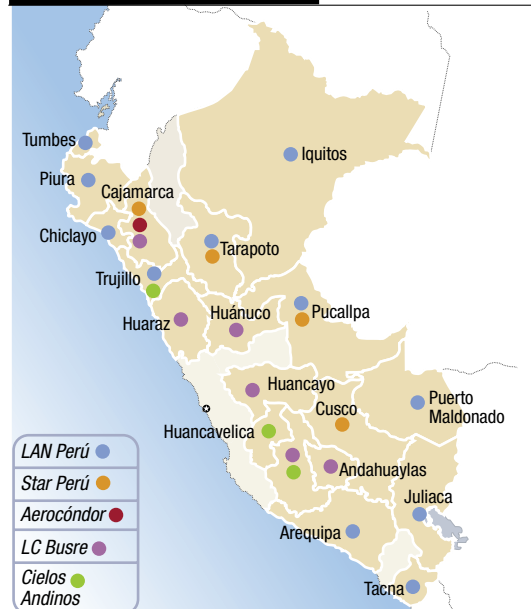 Tumbes
Iquitos
Piura
Cajamarca
Chiclayo
Tarapoto
Trujillo
Huaraz
Huánuco
Pucallpa
Huancayo
Puerto
Maldonado
Cusco
Huancavelica
Andahuaylas
Juliaca
Arequipa
Tacna
LAN Perú
Star Perú
Aerocóndor
LC Busre
Cielos
Andinos